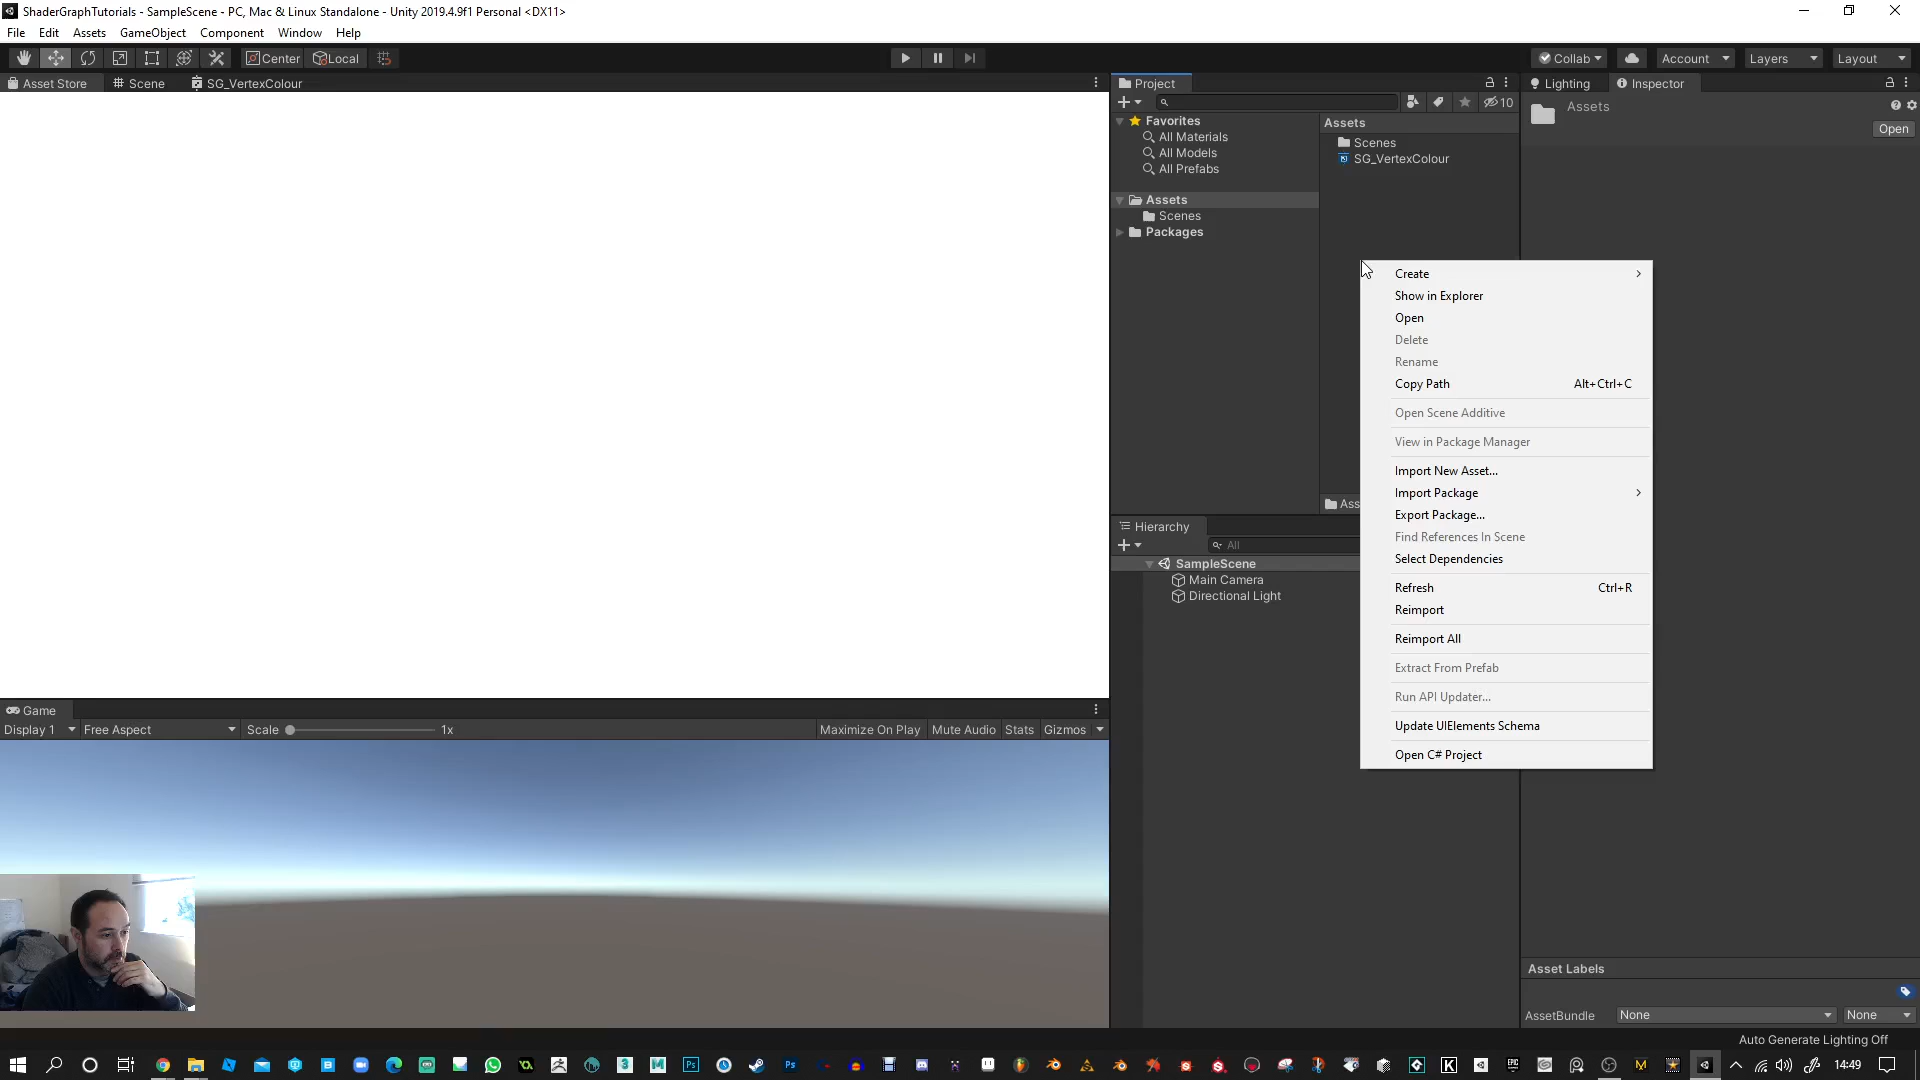 ShaderGraphTutorials - SampleScene - PC, Mac & Linux Standalone - Unity 2019.4.9f1 Personal <DX11>
File Edit Assets GameObject Component Window Help
Center Local Collab Account Layers Layout
Asset Store Scene SG_VertexColour
Project
10
Favorites
All Materials
All Models
All Prefabs
Assets
Scenes
Packages
Assets
Scenes
SG_VertexColour
Lighting Inspector
Assets
Open
Create
Show in Explorer
Open
Delete
Rename
Copy Path Alt+Ctrl+C
Open Scene Additive
View in Package Manager
Import New Asset...
Import Package
Export Package...
Find References In Scene
Select Dependencies
Refresh Ctrl+R
Reimport
Reimport All
Extract From Prefab
Run API Updater...
Update UIElements Schema
Open C# Project
Ass
Hierarchy
All
SampleScene
Main Camera
Directional Light
Game
Display 1 Free Aspect Scale 1x Maximize On Play Mute Audio Stats Gizmos
Asset Labels
AssetBundle None None
Auto Generate Lighting Off
14:49